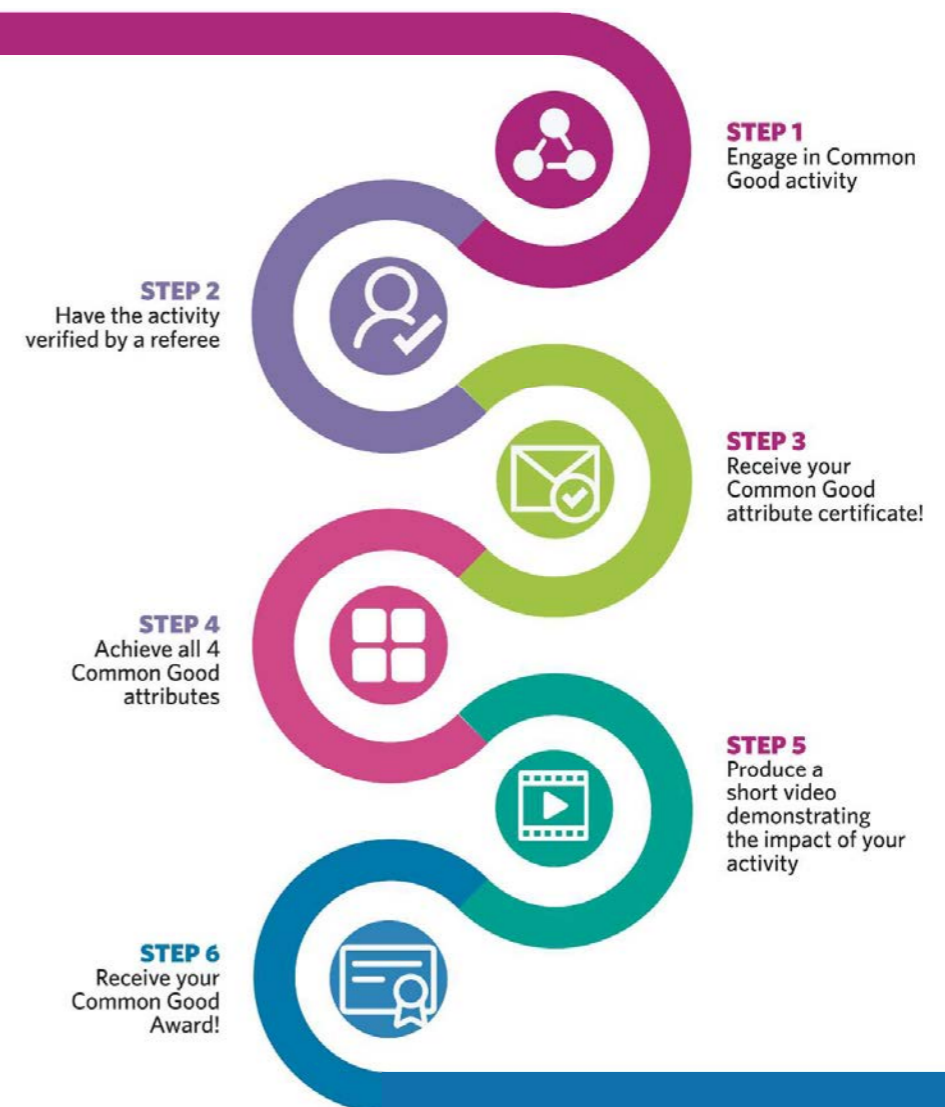 STEP 1
Engage in Common
Good activity
STEP 2
Have the activity
verified by a referee
STEP 3
Receive your
Common Good
attribute certificate!
STEP 4
Achieve all 4
Common Good
attributes
STEP 5
Produce a
short video
demonstrating
the impact of your
activity
STEP 6
Receive your
Common Good
Award!